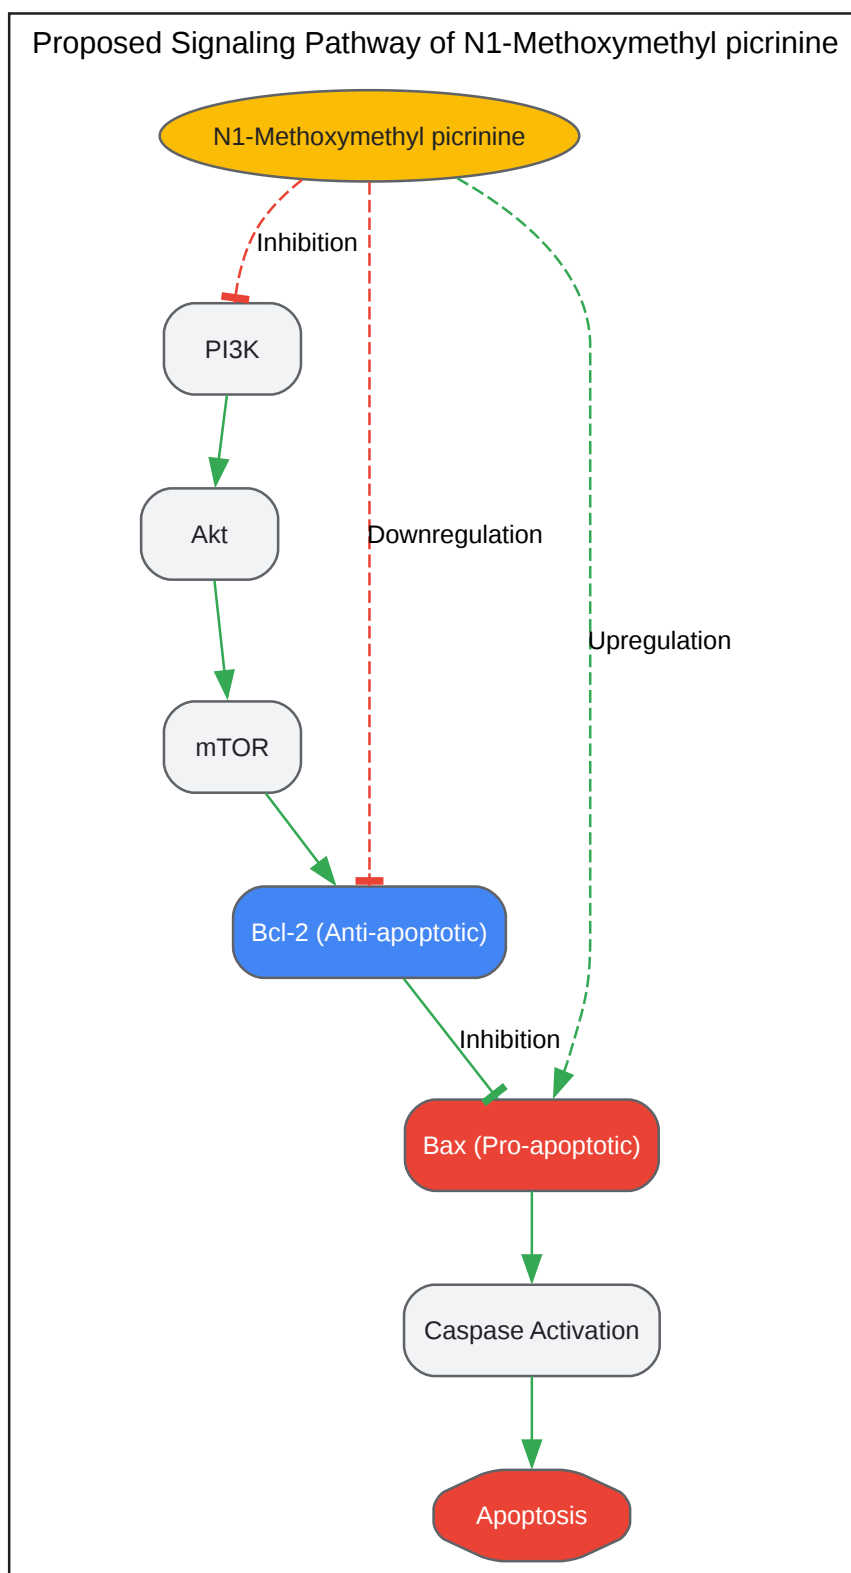 Proposed Signaling Pathway of N1-Methoxymethyl picrinine
N1-Methoxymethyl picrinine
Inhibition
PI3K
Akt
Downregulation
Upregulation
mTOR
Bcl-2 (Anti-apoptotic)
Inhibition
Bax (Pro-apoptotic)
Caspase Activation
Apoptosis